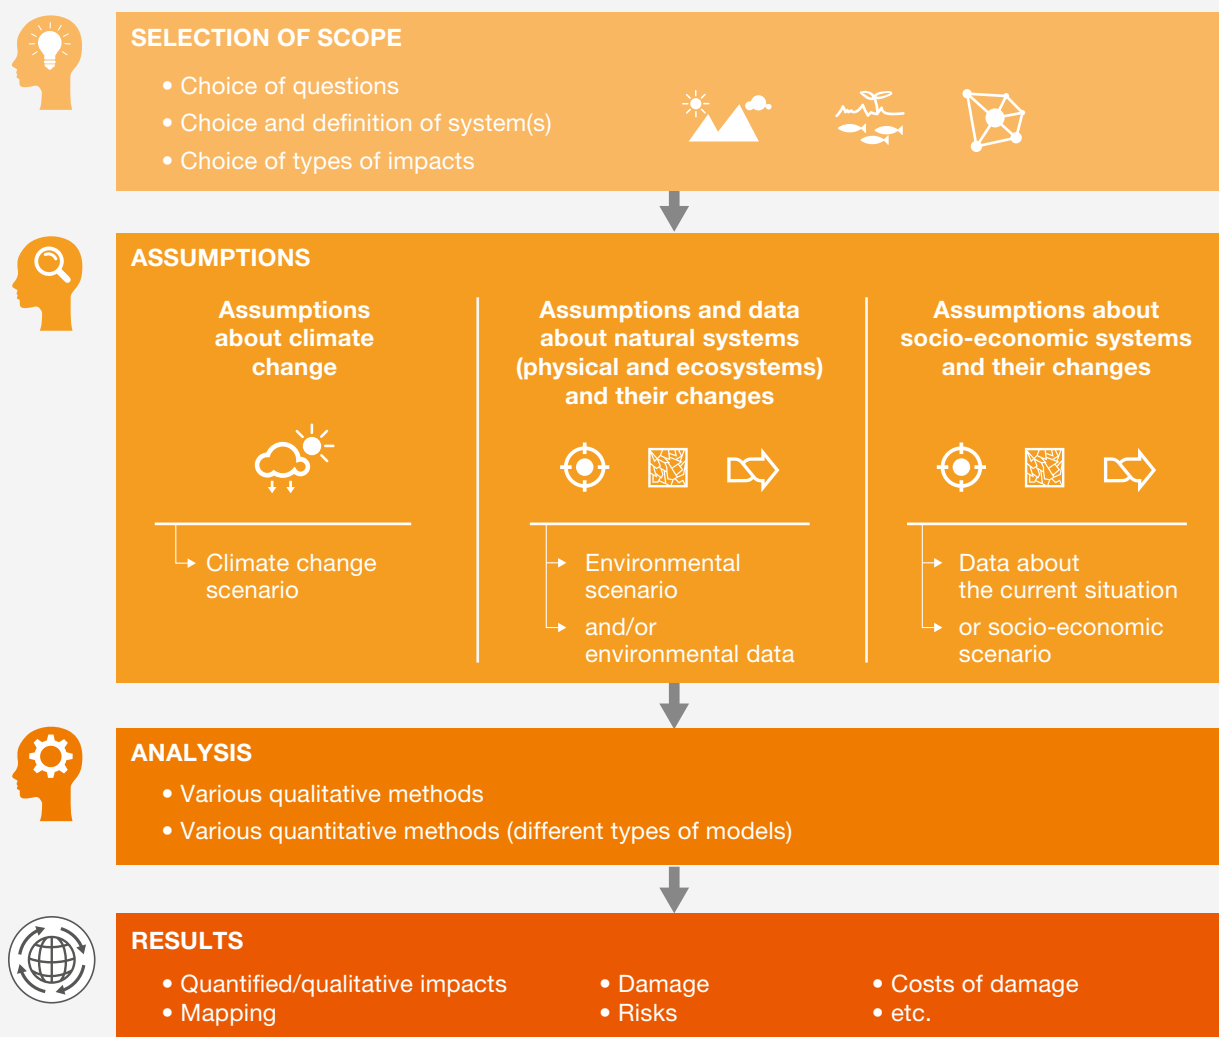 SELECTION OF SCOPE
• Choice of questions
• Choice and definition of system(s)
• Choice of types of impacts
ASSUMPTIONS
Assumptions
about climate
change
Climate change
scenario
Assumptions and data
about natural systems
(physical and ecosystems)
and their changes
Environmental
scenario
and/or
environmental data
Assumptions about
socio-economic systems
and their changes
Data about
the current situation
or socio-economic
scenario
ANALYSIS
• Various qualitative methods
• Various quantitative methods (different types of models)
RESULTS
• Quantified/qualitative impacts
• Mapping
• Damage
• Risks
• Costs of damage
• etc.